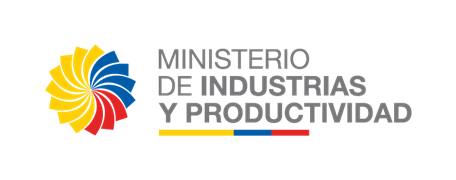 MINISTERIO
DE INDUSTRIAS
Y PRODUCTIVIDAD